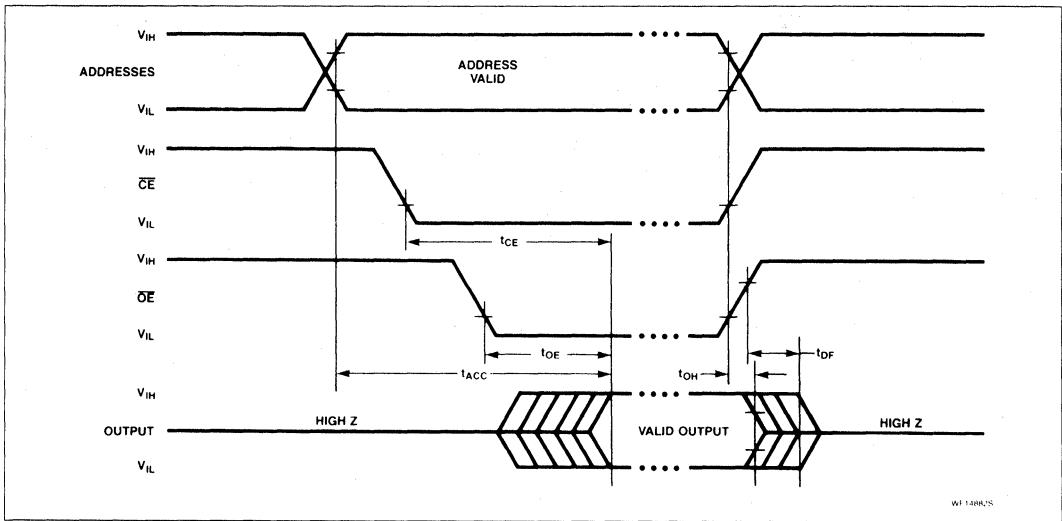 VIH
ADDRESSES
ADDRESS
VALID
VIL
VIH
CE
VIL
tCE
VIH
OE
VIL
tOE
tDF
tACC
tOH
VIH
HIGH Z
OUTPUT
VALID OUTPUT
HIGH Z
VIL